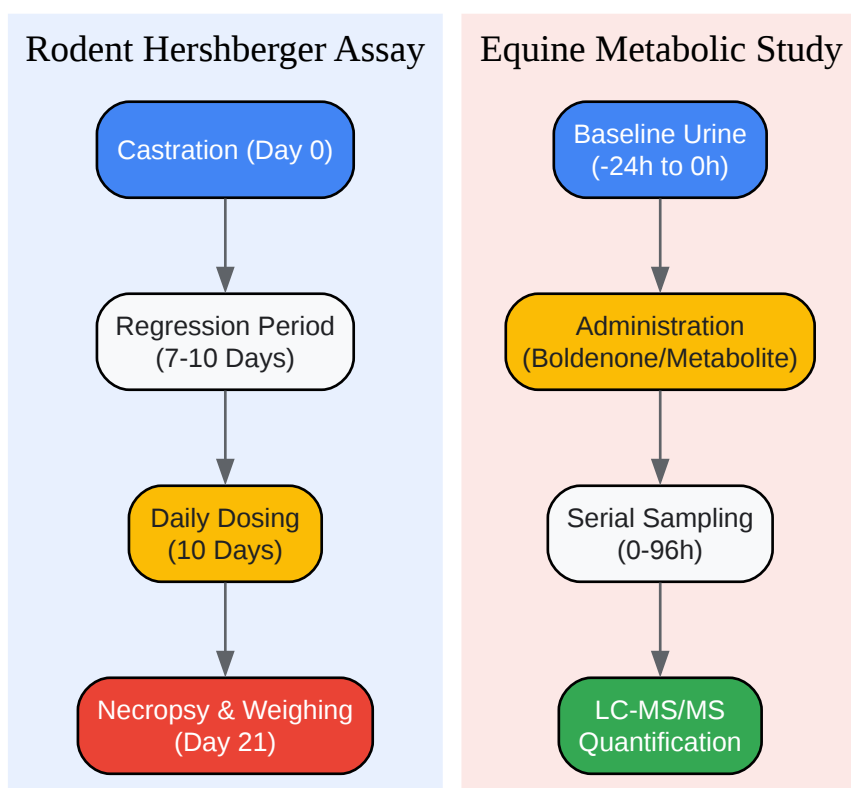 Rodent Hershberger Assay
Castration (Day 0)
Regression Period
(7-10 Days)
Daily Dosing
(10 Days)
Necropsy & Weighing
(Day 21)
Equine Metabolic Study
Baseline Urine
(-24h to 0h)
Administration
(Boldenone/Metabolite)
Serial Sampling
(0-96h)
LC-MS/MS
Quantification